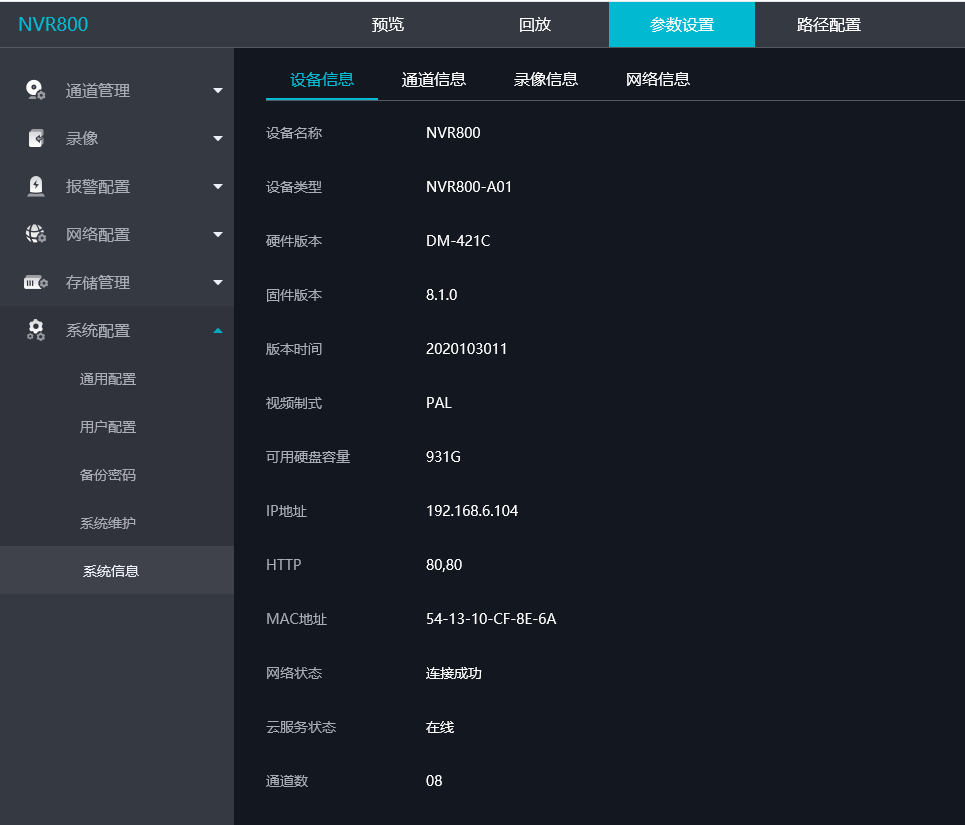 NVR800 预览 回放 参数设置 路径配置
通道管理
录像
报警配置
网络配置
存储管理
系统配置
通用配置
用户配置
备份密码
系统维护
系统信息
设备信息 通道信息 录像信息 网络信息
设备名称 NVR800
设备类型 NVR800-A01
硬件版本 DM-421C
固件版本 8.1.0
版本时间 2020103011
视频制式 PAL
可用硬盘容量 931G
IP地址 192.168.6.104
HTTP 80,80
MAC地址 54-13-10-CF-8E-6A
网络状态 连接成功
云服务状态 在线
通道数 08